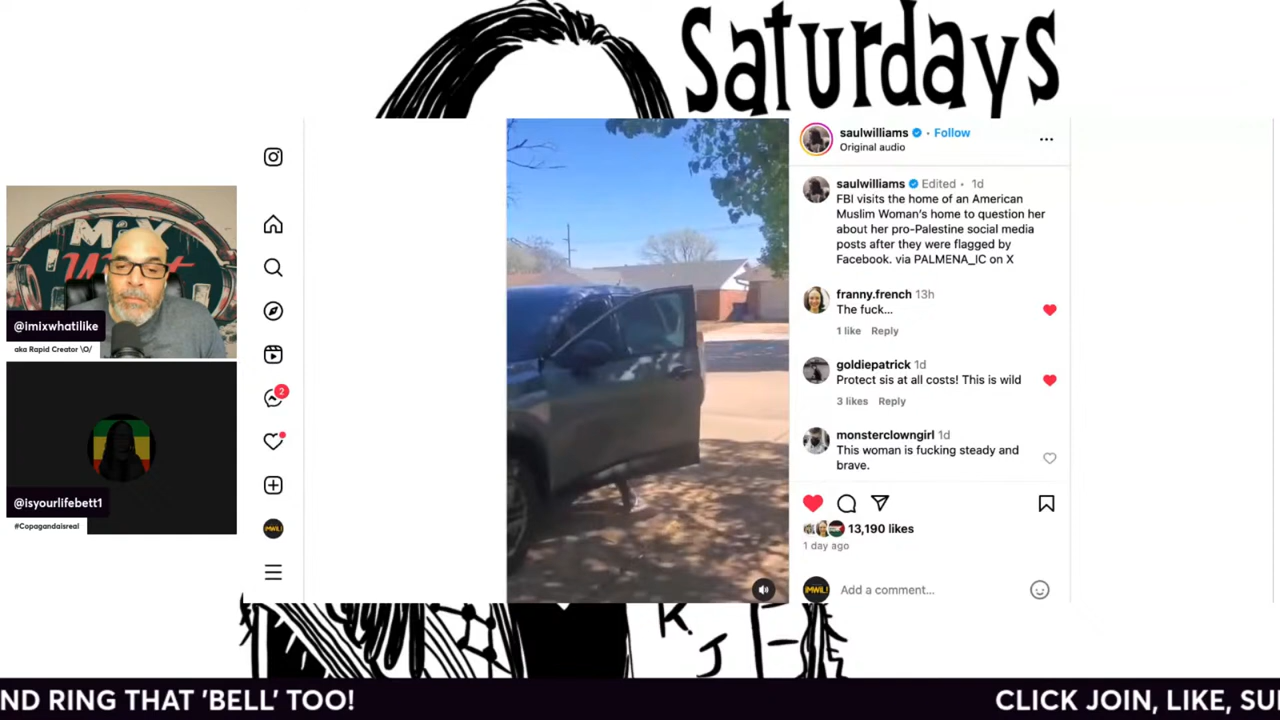 Saturdays
saulwilliams · Follow
Original audio
saulwilliams Edited · 1d
FBI visits the home of an American
Muslim Woman's home to question her
about her pro-Palestine social media
posts after they were flagged by
Facebook. via PALMENA_IC on X
franny.french 13h
The fuck...
1 like Reply
goldiepatrick 1d
Protect sis at all costs! This is wild
3 likes Reply
monsterclowngirl 1d
This woman is fucking steady and
brave.
13,190 likes
1 day ago
IMWIL!
Add a comment...
2
IMWIL!
@imixwhatilike
aka Rapid Creator \O/
@isyourlifebett1
#Copagandaisreal
K.
J
ND RING THAT 'BELL' TOO!
CLICK JOIN, LIKE, SU